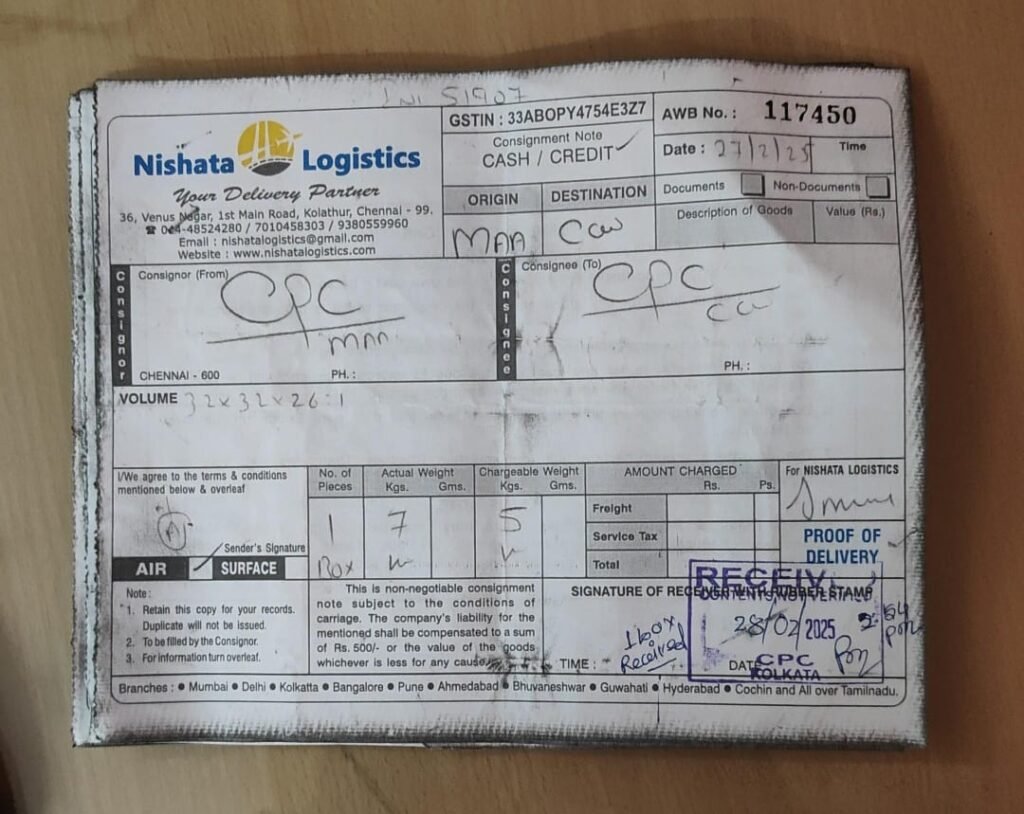 51907
Nishata Logistics
Your Delivery Partner
36, Venus Nagar, 1st Main Road, Kolathur, Chennai - 99.
☎ 044-48524280 / 7010458303 / 9380559960
Email : nishatalogistics@gmail.com
Website : www.nishatalogistics.com
GSTIN : 33ABOPY4754E3Z7
Consignment Note
CASH / CREDIT ✓
ORIGIN DESTINATION
MAA CCU
AWB No. : 117450
Date : 27/2/25 Time
Documents Non-Documents
Description of Goods Value (Rs.)
Consignor
Consignor (From)
CPC
MAA
CHENNAI - 600 PH. :
Consignee
Consignee (To)
CPC
CCU
PH. :
VOLUME 32x32x26:1
I/We agree to the terms & conditions
mentioned below & overleaf
Sender's Signature
AIR ✓ SURFACE
No. of Pieces
1
Box
Actual Weight
Kgs. Gms.
7
Chargeable Weight
Kgs. Gms.
5
AMOUNT CHARGED
Rs. Ps.
Freight
Service Tax
Total
For NISHATA LOGISTICS
PROOF OF
DELIVERY
Note :
1. Retain this copy for your records.
Duplicate will not be issued.
2. To be filled by the Consignor.
3. For information turn overleaf.
This is non-negotiable consignment
note subject to the conditions of
carriage. The company's liability for the
mentioned shall be compensated to a sum
of Rs. 500/- or the value of the goods
whichever is less for any cause.
SIGNATURE OF RECEIVER WITH RUBBER STAMP
TIME :
DATE
1 box
Received
CONTENTS NOT VERIFIED
28/02/2025
CPC
KOLKATA
Branches : ● Mumbai ● Delhi ● Kolkatta ● Bangalore ● Pune ● Ahmedabad ● Bhuvaneshwar ● Guwahati ● Hyderabad ● Cochin and All over Tamilnadu.